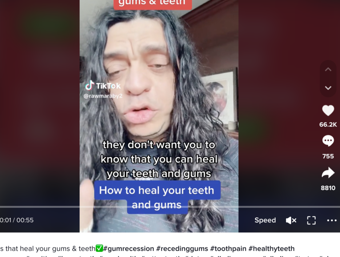 gums & teeth
TikTok
they don't want you to
know that you can heal
your teeth and gums
How to heal your teeth
and gums
66.2K
755
8810
0:01 / 00:55
Speed
s that heal your gums & teeth✅#gumrecession #recedinggums #toothpain #healthyteeth